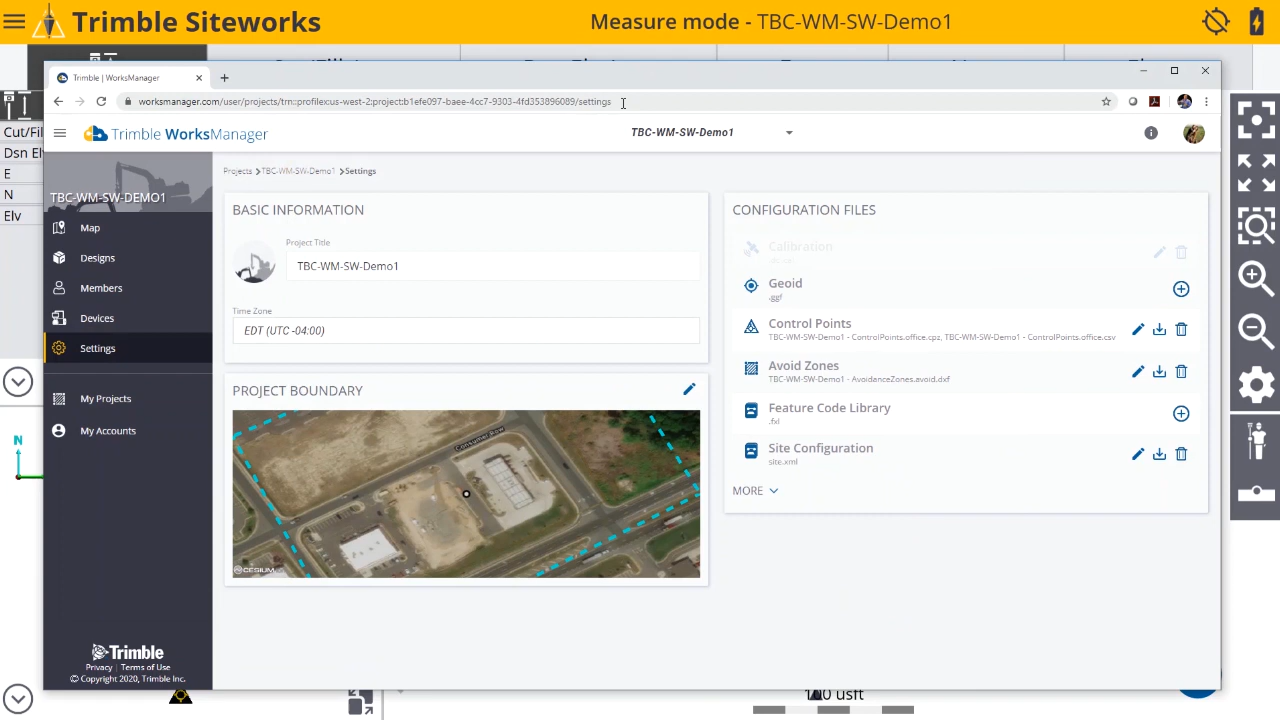 Trimble Siteworks
Measure mode - TBC-WM-SW-Demo1
Trimble | WorksManager
worksmanager.com/user/projects/trn::profilex:us-west-2:project:b1efe097-baee-4cc7-9303-4fd353896089/settings
Trimble WorksManager
TBC-WM-SW-Demo1
Cut/Fil
Dsn El
E
N
Elv
Projects > TBC-WM-SW-Demo1 > Settings
TBC-WM-SW-DEMO1
Map
Designs
Members
Devices
Settings
My Projects
My Accounts
BASIC INFORMATION
Project Title
TBC-WM-SW-Demo1
Time Zone
EDT (UTC -04:00)
PROJECT BOUNDARY
Consumer Row
CESIUM
CONFIGURATION FILES
Calibration
Geoid
.ggf
Control Points
TBC-WM-SW-Demo1 - ControlPoints.office.cpz, TBC-WM-SW-Demo1 - ControlPoints.office.csv
Avoid Zones
TBC-WM-SW-Demo1 - AvoidanceZones.avoid.dxf
Feature Code Library
.fxl
Site Configuration
site.xml
MORE
N
Trimble
Privacy | Terms of Use
© Copyright 2020, Trimble Inc.
100 usft